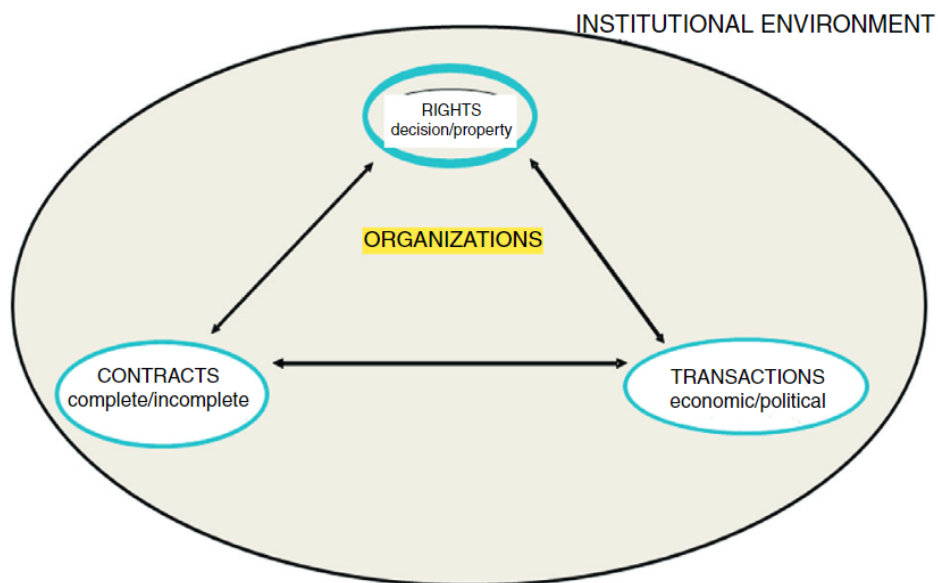 INSTITUTIONAL ENVIRONMENT
RIGHTS
decision/property
ORGANIZATIONS
CONTRACTS
complete/incomplete
TRANSACTIONS
economic/political